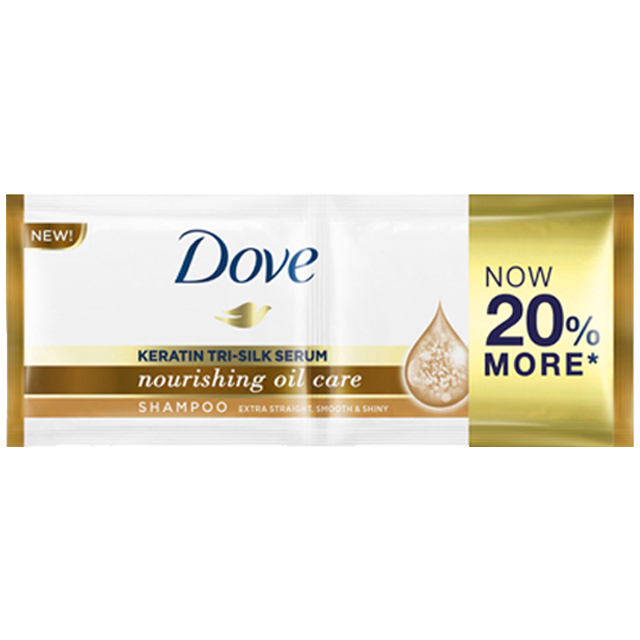 NEW!
Dove
KERATIN TRI-SILK SERUM
nourishing oil care
SHAMPOO EXTRA STRAIGHT, SMOOTH & SHINY
NOW
20%
MORE*